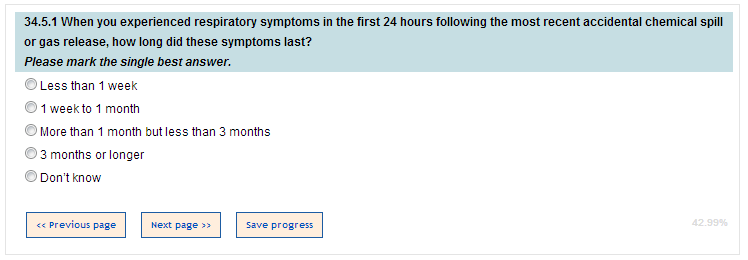 34.5.1 When you experienced respiratory symptoms in the first 24 hours following the most recent accidental chemical spill
or gas release, how long did these symptoms last?
Please mark the single best answer.
Less than 1 week
1 week to 1 month
More than 1 month but less than 3 months
3 months or longer
Don't know
<< Previous page
Next page >>
Save progress
42.99%